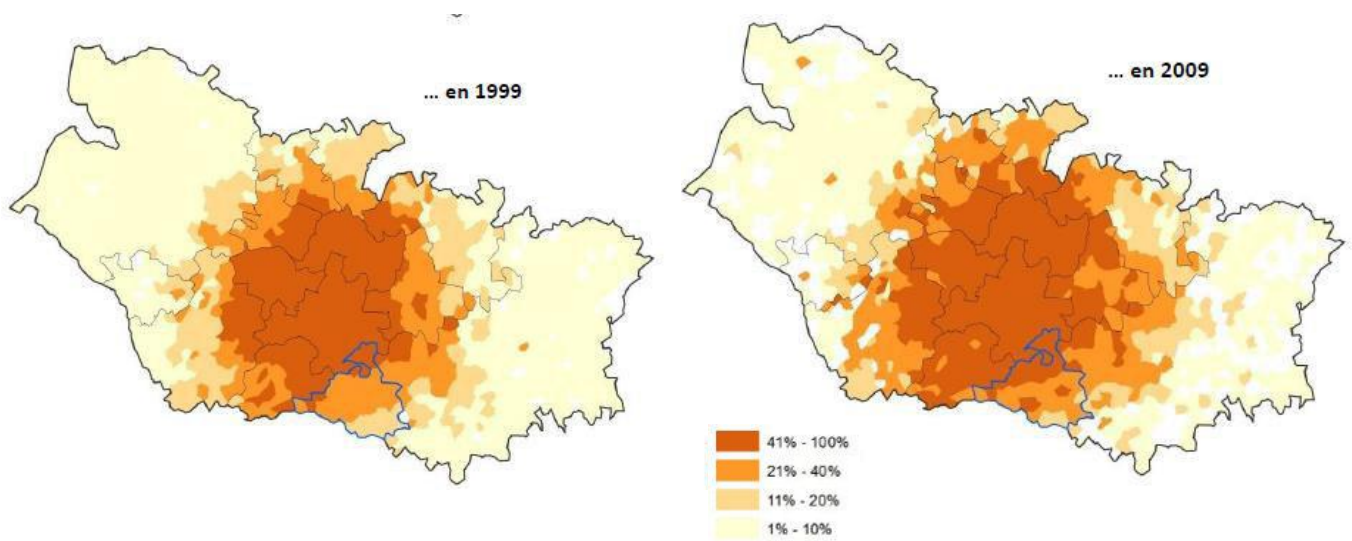 ... en 1999
... en 2009
41% - 100%
21% - 40%
11% - 20%
1% - 10%